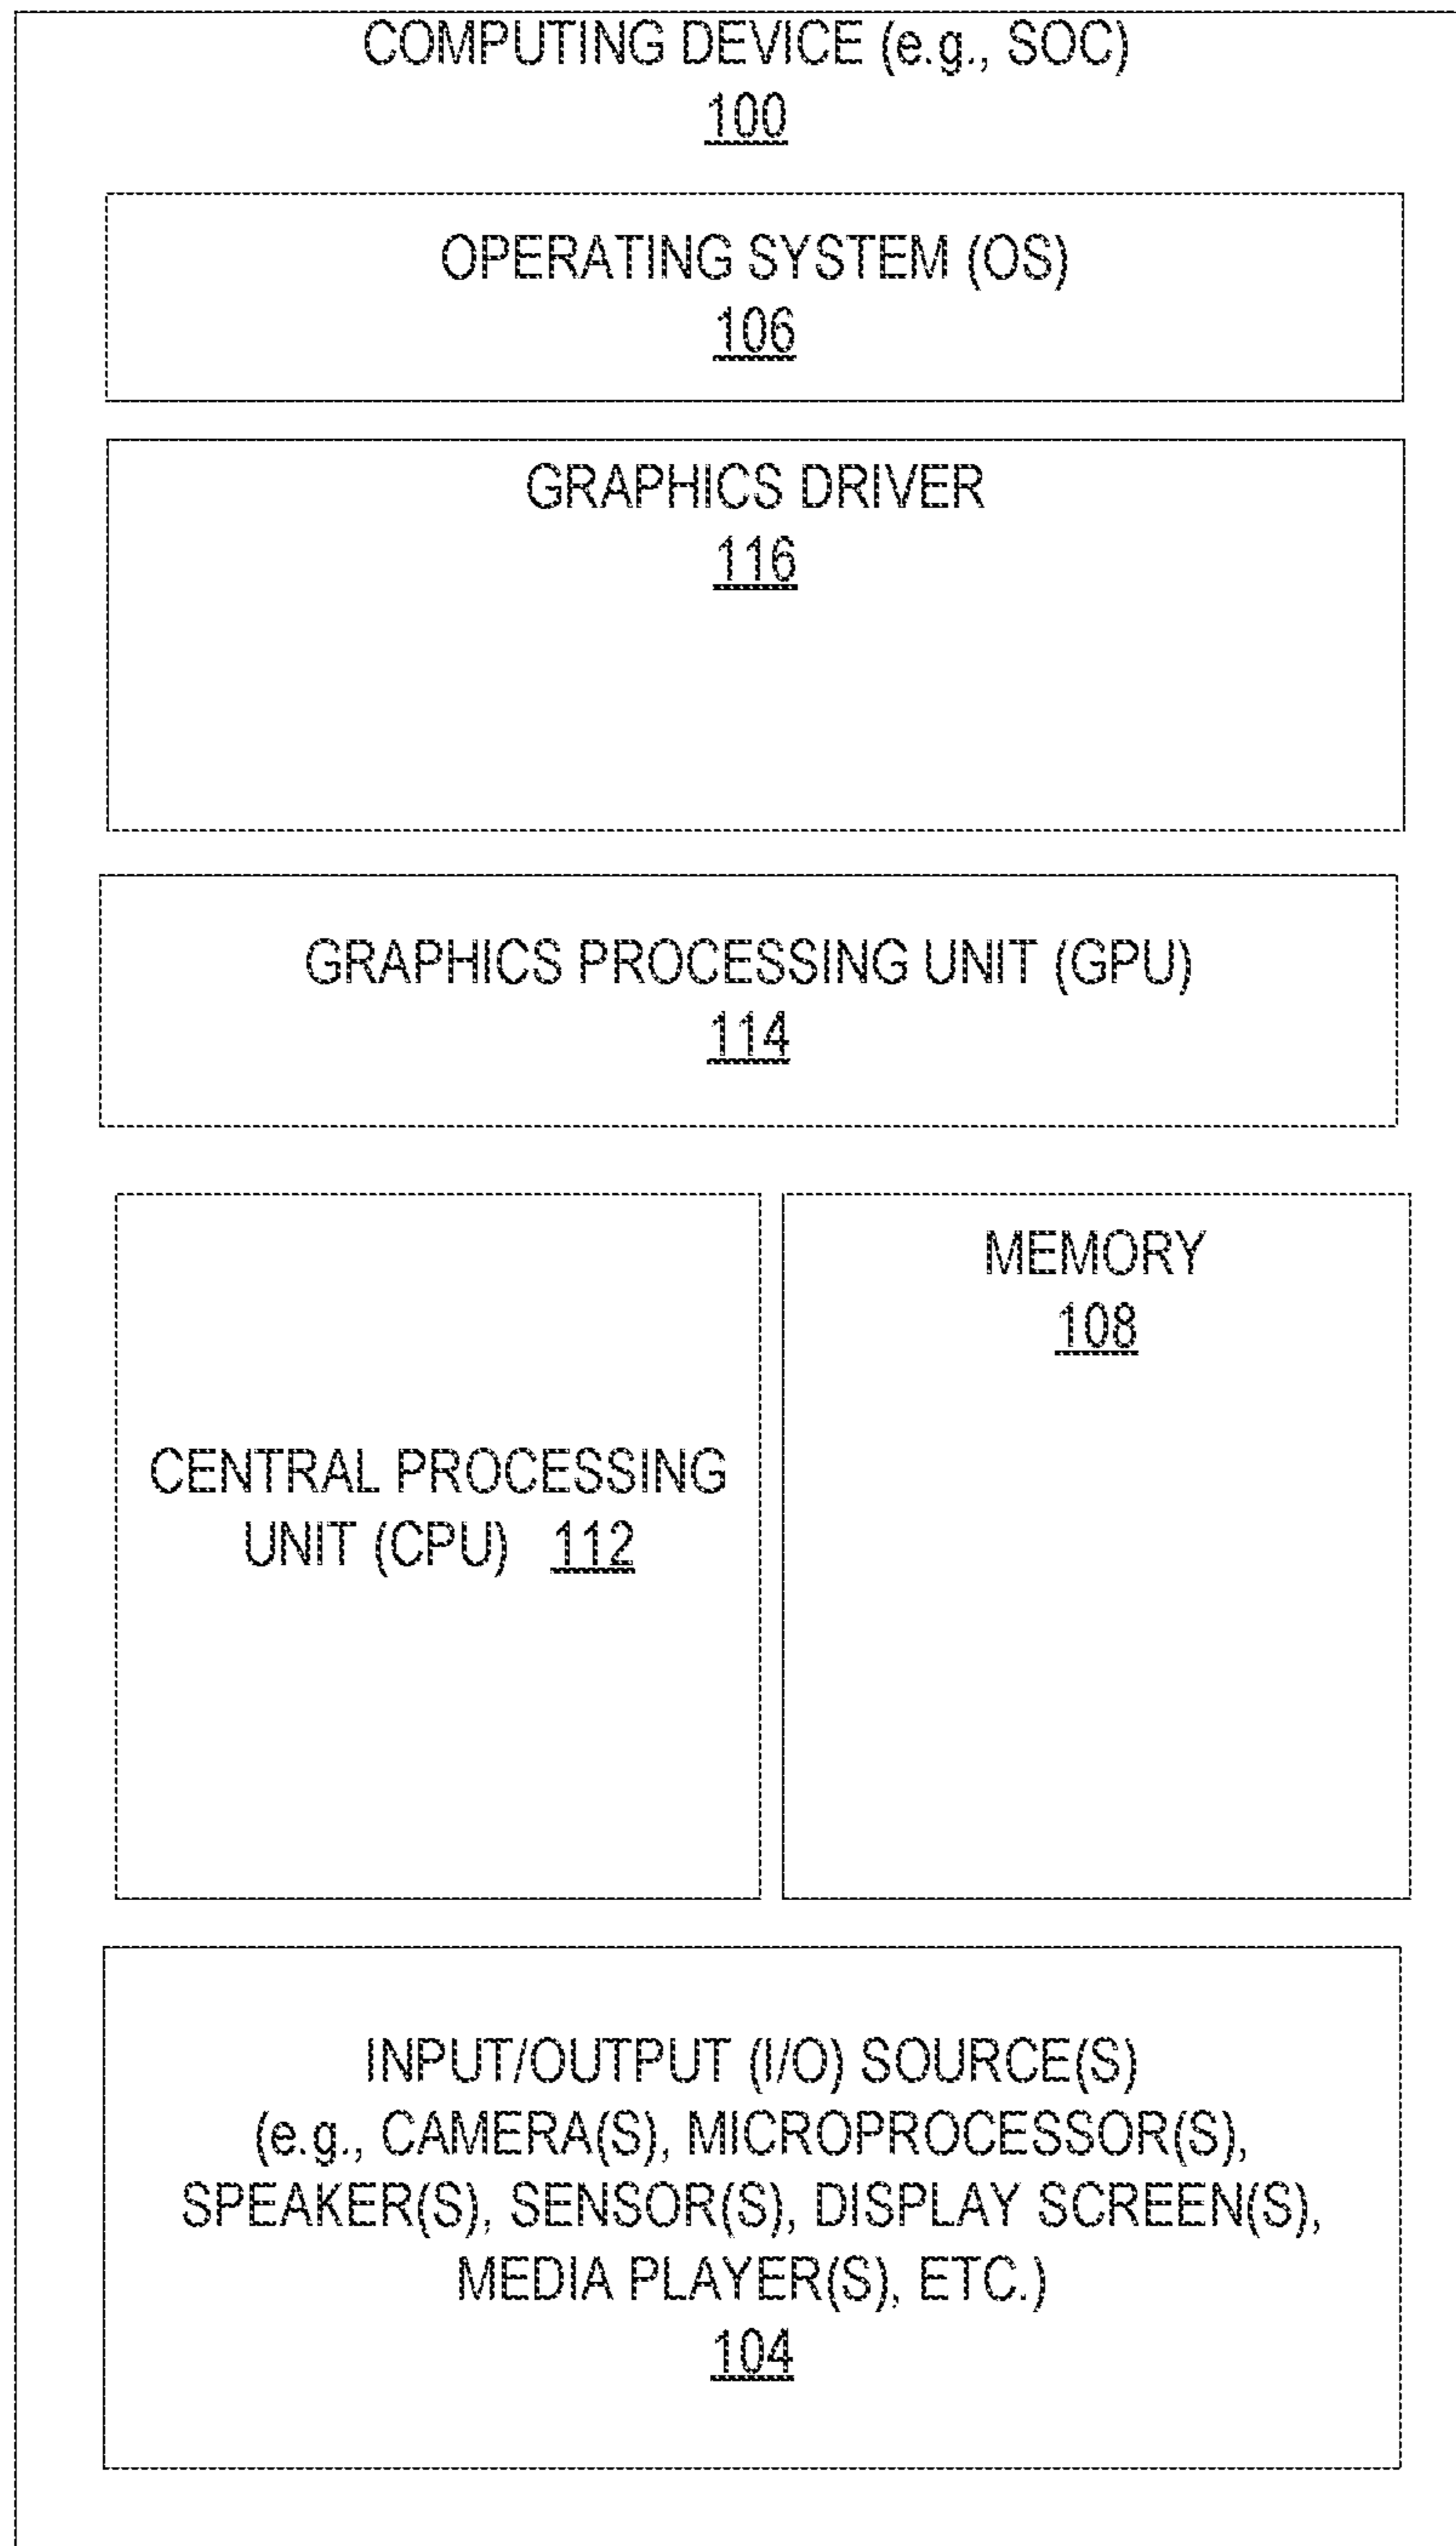 COMPUTING DEVICE (e.g., SOC)
100
OPERATING SYSTEM (OS)
106
GRAPHICS DRIVER
116
GRAPHICS PROCESSING UNIT (GPU)
114
CENTRAL PROCESSING
UNIT (CPU) 112
MEMORY
108
INPUT/OUTPUT (I/O) SOURCE(S)
(e.g., CAMERA(S), MICROPROCESSOR(S),
SPEAKER(S), SENSOR(S), DISPLAY SCREEN(S),
MEDIA PLAYER(S), ETC.)
104